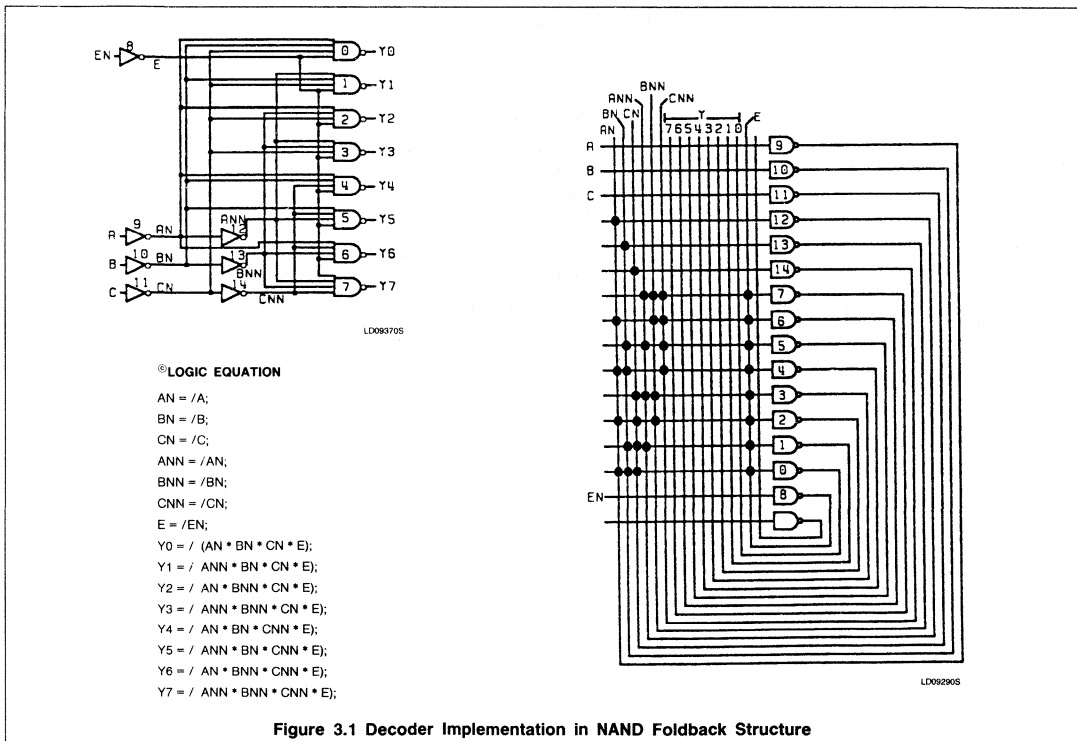 EN
8
E
0
Y0
1
Y1
2
Y2
3
Y3
4
Y4
5
Y5
6
Y6
7
Y7
A
9
AN
ANN
12
B
10
BN
13
BNN
C
11
CN
14
CNN
LD09370S
©LOGIC EQUATION
AN = /A;
BN = /B;
CN = /C;
ANN = /AN;
BNN = /BN;
CNN = /CN;
E = /EN;
Y0 = / (AN * BN * CN * E);
Y1 = / ANN * BN * CN * E);
Y2 = / AN * BNN * CN * E);
Y3 = / ANN * BNN * CN * E);
Y4 = / AN * BN * CNN * E);
Y5 = / ANN * BN * CNN * E);
Y6 = / AN * BNN * CNN * E);
Y7 = / ANN * BNN * CNN * E);
BNN
ANN
CNN
BN CN
Y
E
AN
7 6 5 4 3 2 1 0
A
9
B
10
C
11
12
13
14
7
6
5
4
3
2
1
0
EN
8
LD09290S
Figure 3.1 Decoder Implementation in NAND Foldback Structure